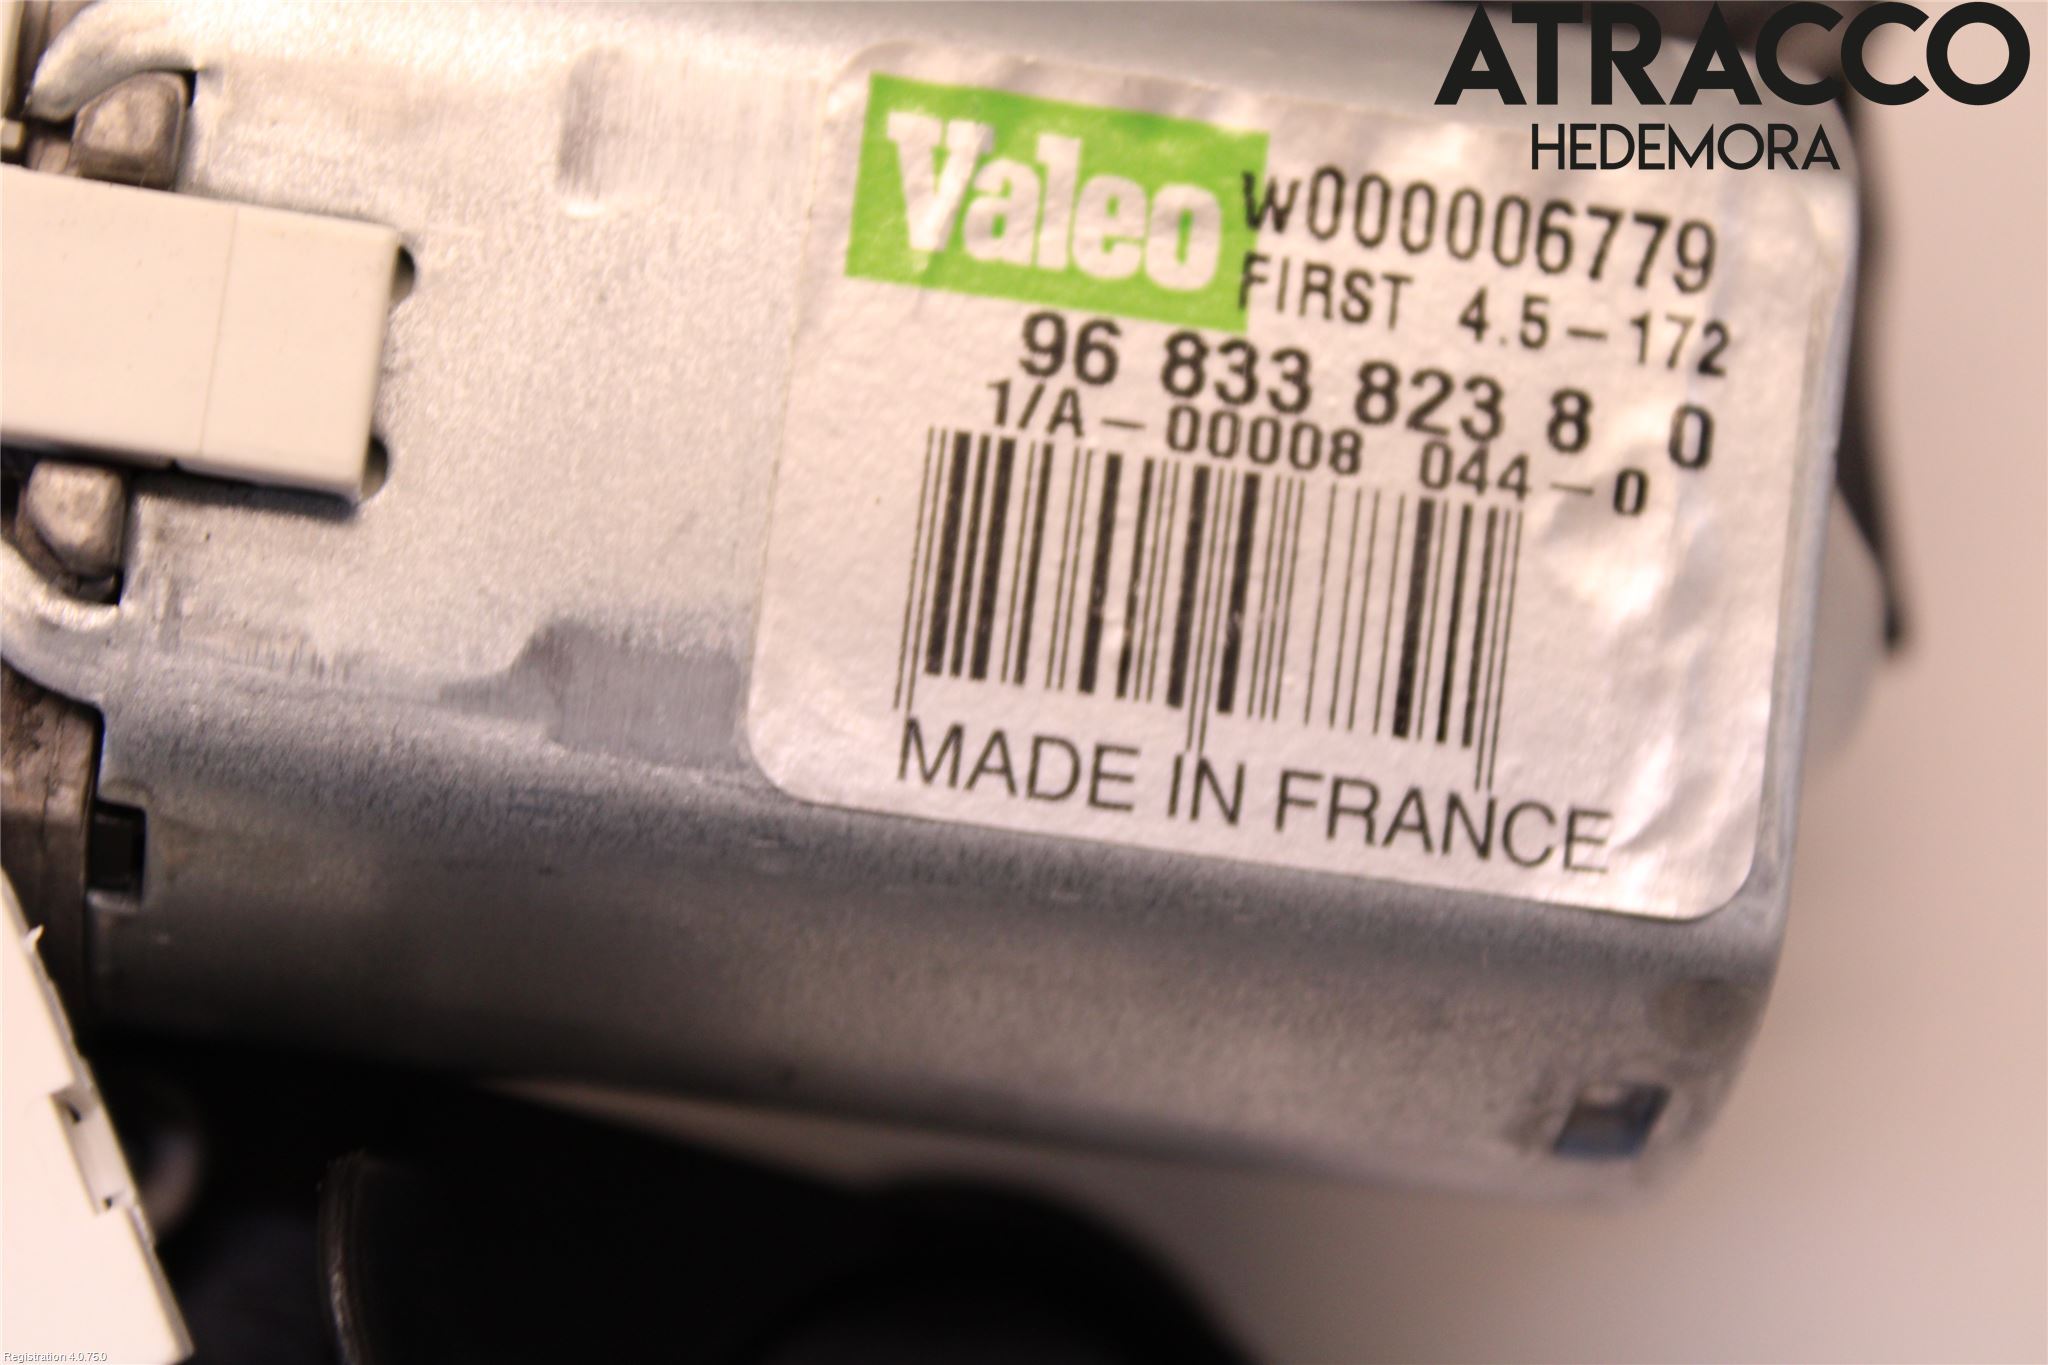 ATRACCO
HEDEMORA
Valeo
W000006779
FIRST 4.5-172
96 833 823 8 0
1/A-00008 044-0
MADE IN FRANCE
Registration 4.0.75.0